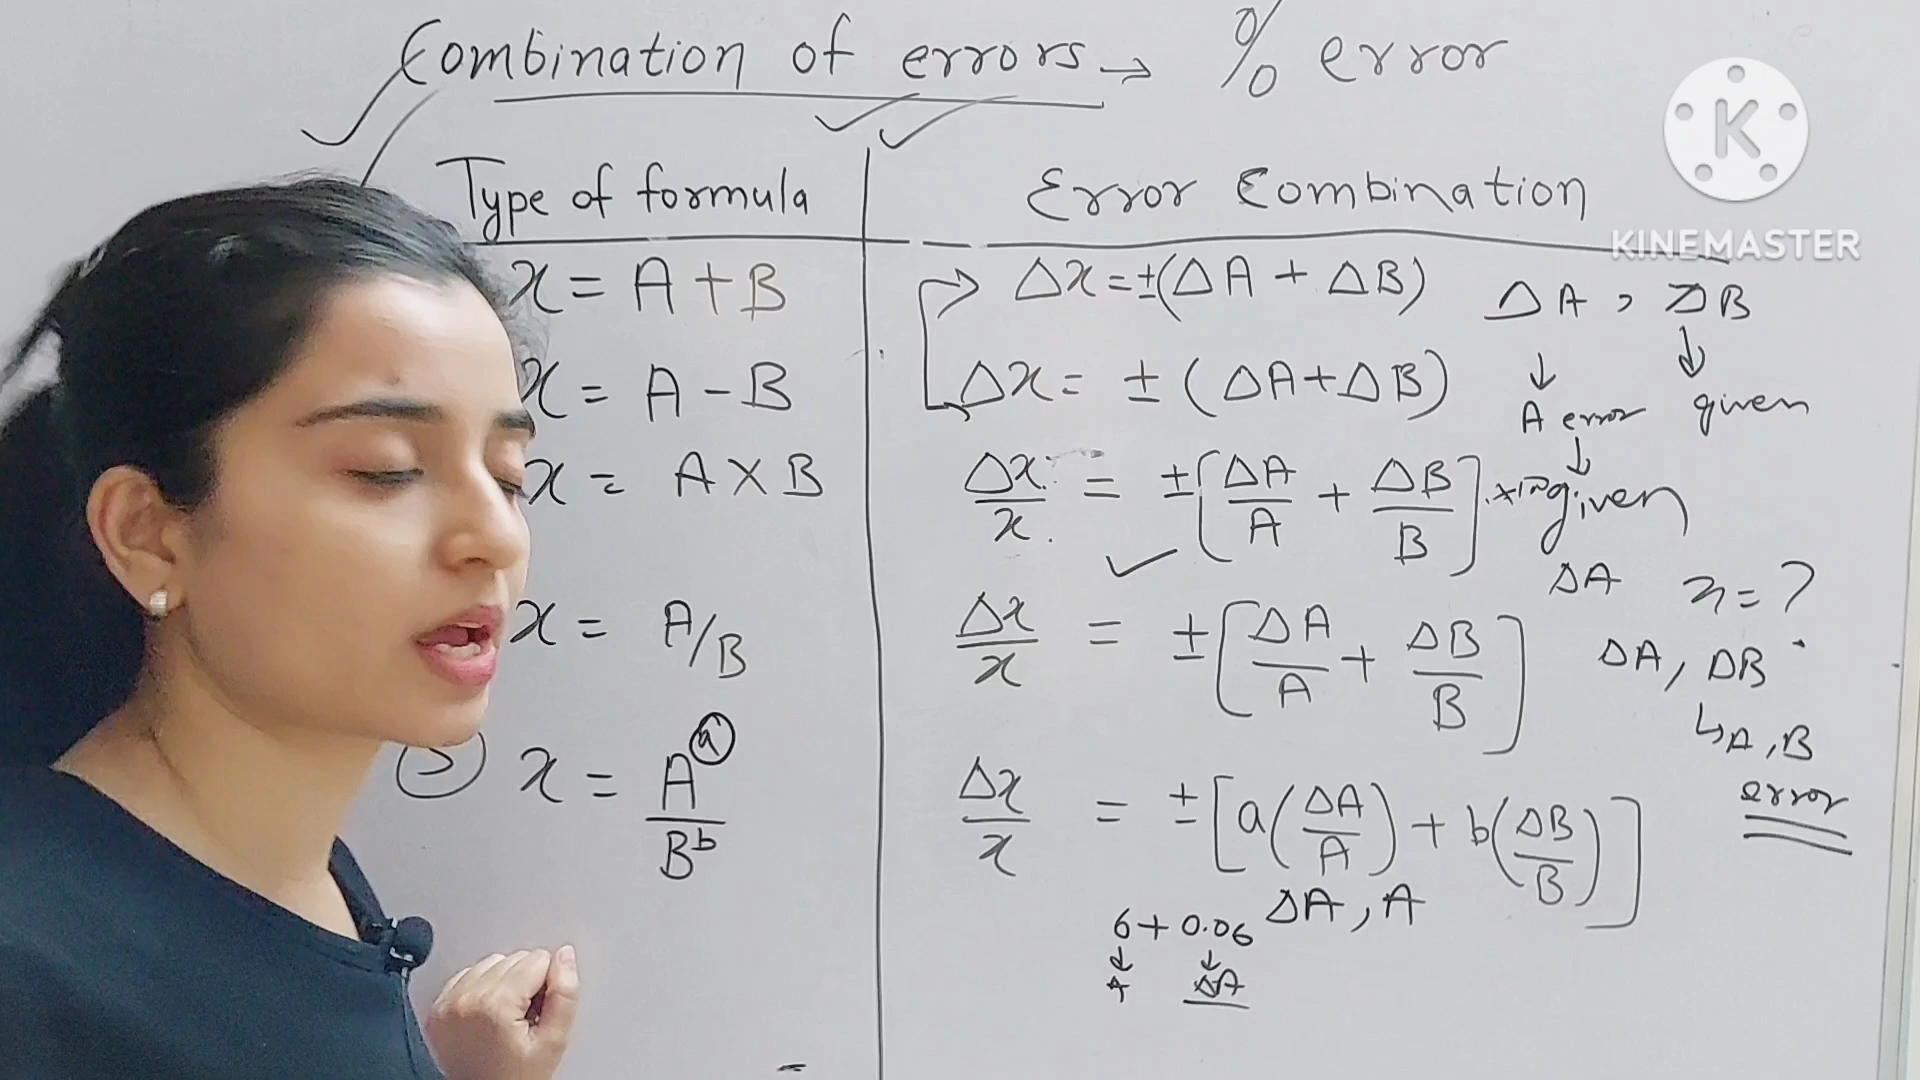 Combination of errors → % error
Type of formula
Error Combination
K
KINEMASTER
x = A + B
Δx = ±(ΔA + ΔB)
ΔA , ΔB
↓ ↓
A error given
↓
given
x = A - B
Δx = ± (ΔA + ΔB)
x = A × B
Δx/x = ±[ΔA/A + ΔB/B]
ΔA
x = A/B
Δx/x = ±[ΔA/A + ΔB/B]
ΔA, ΔB
↳ A, B
error
x = A^a/B^b
Δx/x = ±[a(ΔA/A) + b(ΔB/B)]
6 + 0.06 ΔA, A
↓ ↓
A ΔA